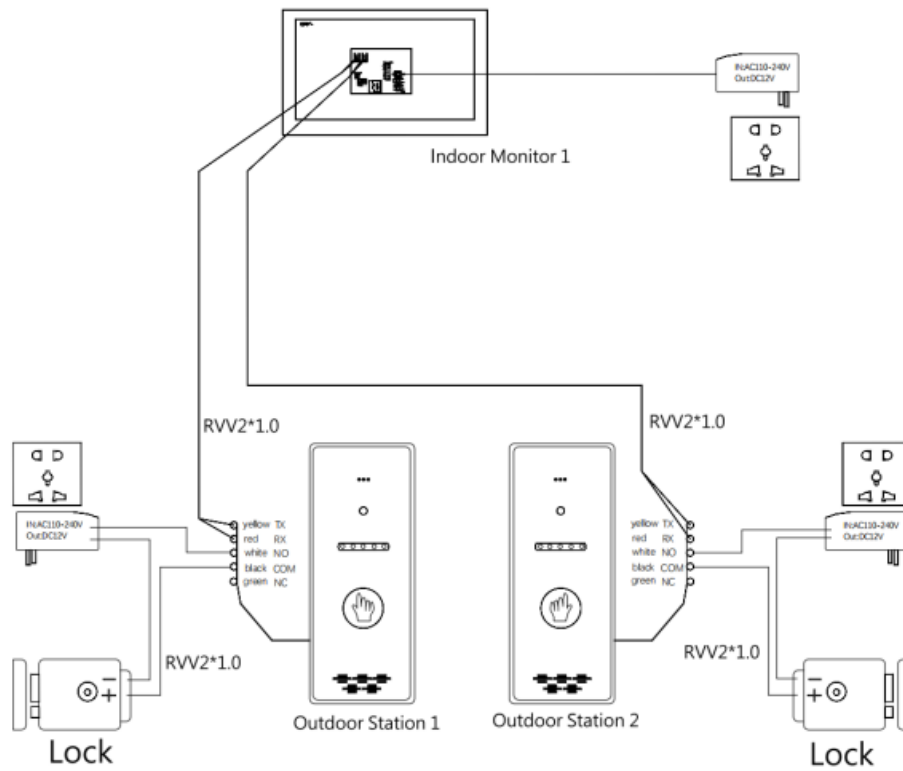 IN:AC110-240V
Out:DC12V
Indoor Monitor 1
RVV2*1.0
RVV2*1.0
IN:AC110-240V
Out:DC12V
yellow TX
red RX
white NO
black COM
green NC
yellow TX
red RX
white NO
black COM
green NC
IN:AC110-240V
Out:DC12V
RVV2*1.0
RVV2*1.0
- +
- +
Outdoor Station 1
Outdoor Station 2
Lock
Lock